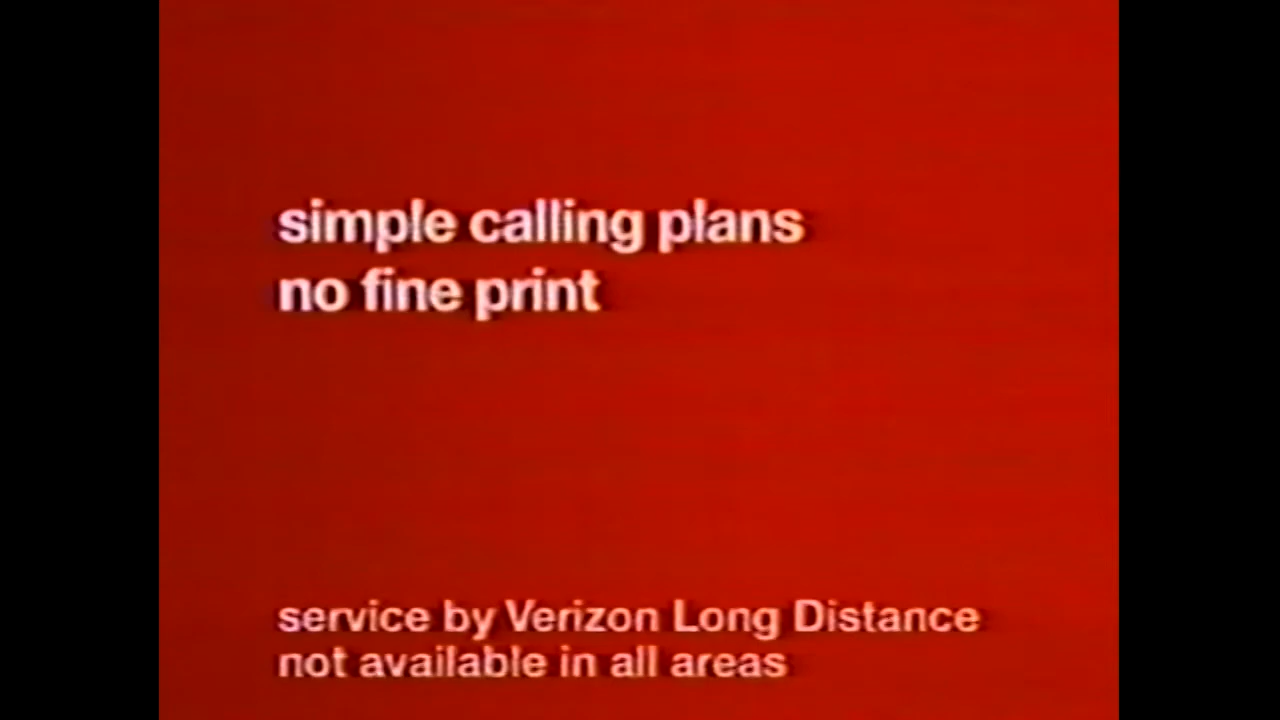 simple calling plans
no fine print
service by Verizon Long Distance
not available in all areas